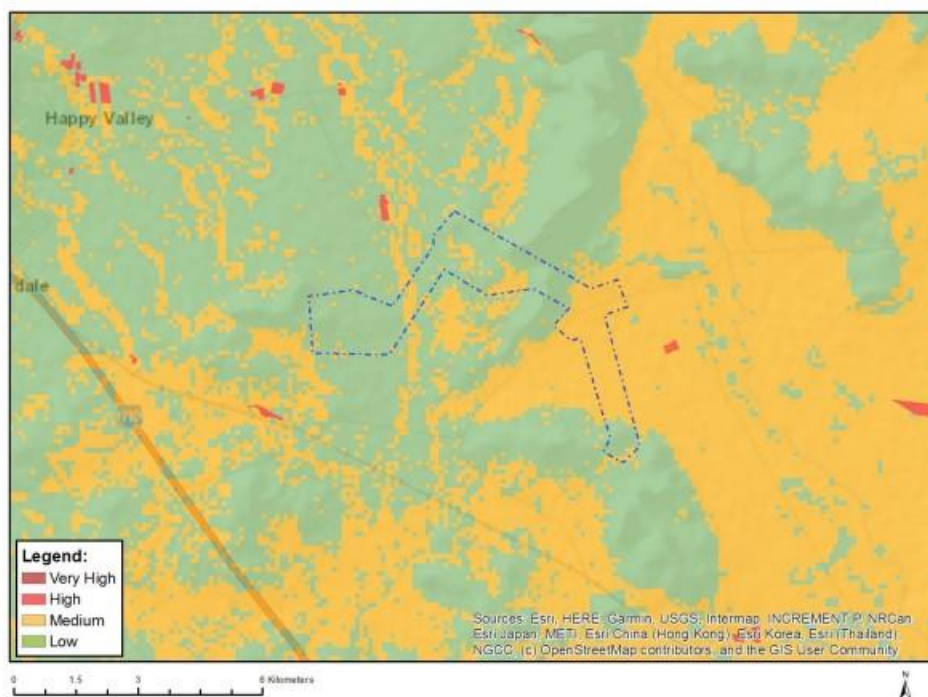 Happy Valley
dale
Legend:
Very High
High
Medium
Low
Sources: Esri, HERE, Garmin, USGS, Intermap, INCREMENT P, NRCan,
Esri Japan, METI, Esri China (Hong Kong), Esri Korea, Esri (Thailand),
NGCC, (c) OpenStreetMap contributors, and the GIS User Community
0 1.5 3 6 Kilometers
N